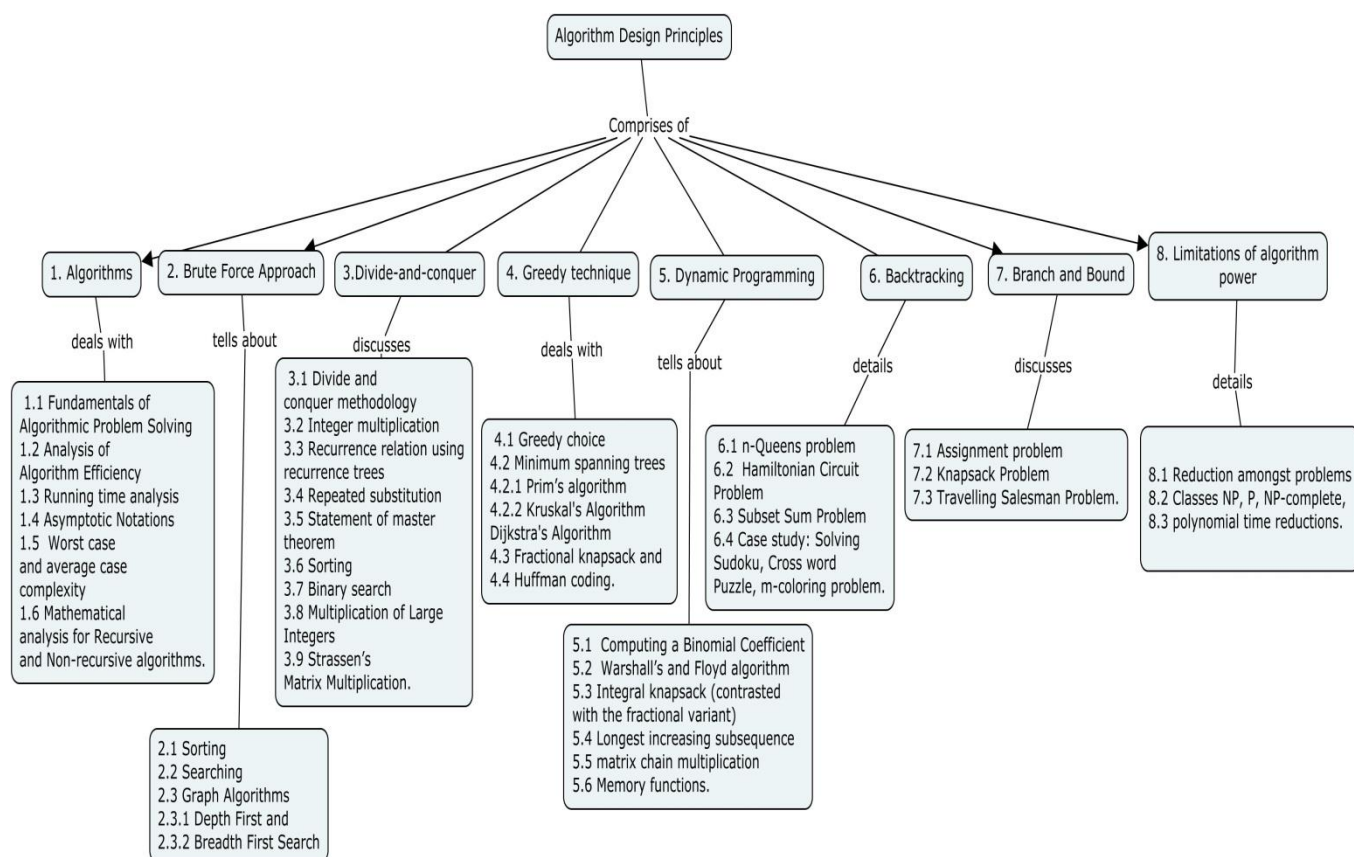 Algorithm Design Principles
Comprises of
1. Algorithms
2. Brute Force Approach
3.Divide-and-conquer
4. Greedy technique
5. Dynamic Programming
6. Backtracking
7. Branch and Bound
8. Limitations of algorithm
power
deals with
tells about
discusses
deals with
tells about
details
discusses
details
1.1 Fundamentals of
Algorithmic Problem Solving
1.2 Analysis of
Algorithm Efficiency
1.3 Running time analysis
1.4 Asymptotic Notations
1.5 Worst case
and average case
complexity
1.6 Mathematical
analysis for Recursive
and Non-recursive algorithms.
2.1 Sorting
2.2 Searching
2.3 Graph Algorithms
2.3.1 Depth First and
2.3.2 Breadth First Search
3.1 Divide and
conquer methodology
3.2 Integer multiplication
3.3 Recurrence relation using
recurrence trees
3.4 Repeated substitution
3.5 Statement of master
theorem
3.6 Sorting
3.7 Binary search
3.8 Multiplication of Large
Integers
3.9 Strassen’s
Matrix Multiplication.
4.1 Greedy choice
4.2 Minimum spanning trees
4.2.1 Prim’s algorithm
4.2.2 Kruskal's Algorithm
Dijkstra's Algorithm
4.3 Fractional knapsack and
4.4 Huffman coding.
5.1 Computing a Binomial Coefficient
5.2 Warshall’s and Floyd algorithm
5.3 Integral knapsack (contrasted
with the fractional variant)
5.4 Longest increasing subsequence
5.5 matrix chain multiplication
5.6 Memory functions.
6.1 n-Queens problem
6.2 Hamiltonian Circuit
Problem
6.3 Subset Sum Problem
6.4 Case study: Solving
Sudoku, Cross word
Puzzle, m-coloring problem.
7.1 Assignment problem
7.2 Knapsack Problem
7.3 Travelling Salesman Problem.
8.1 Reduction amongst problems
8.2 Classes NP, P, NP-complete,
8.3 polynomial time reductions.